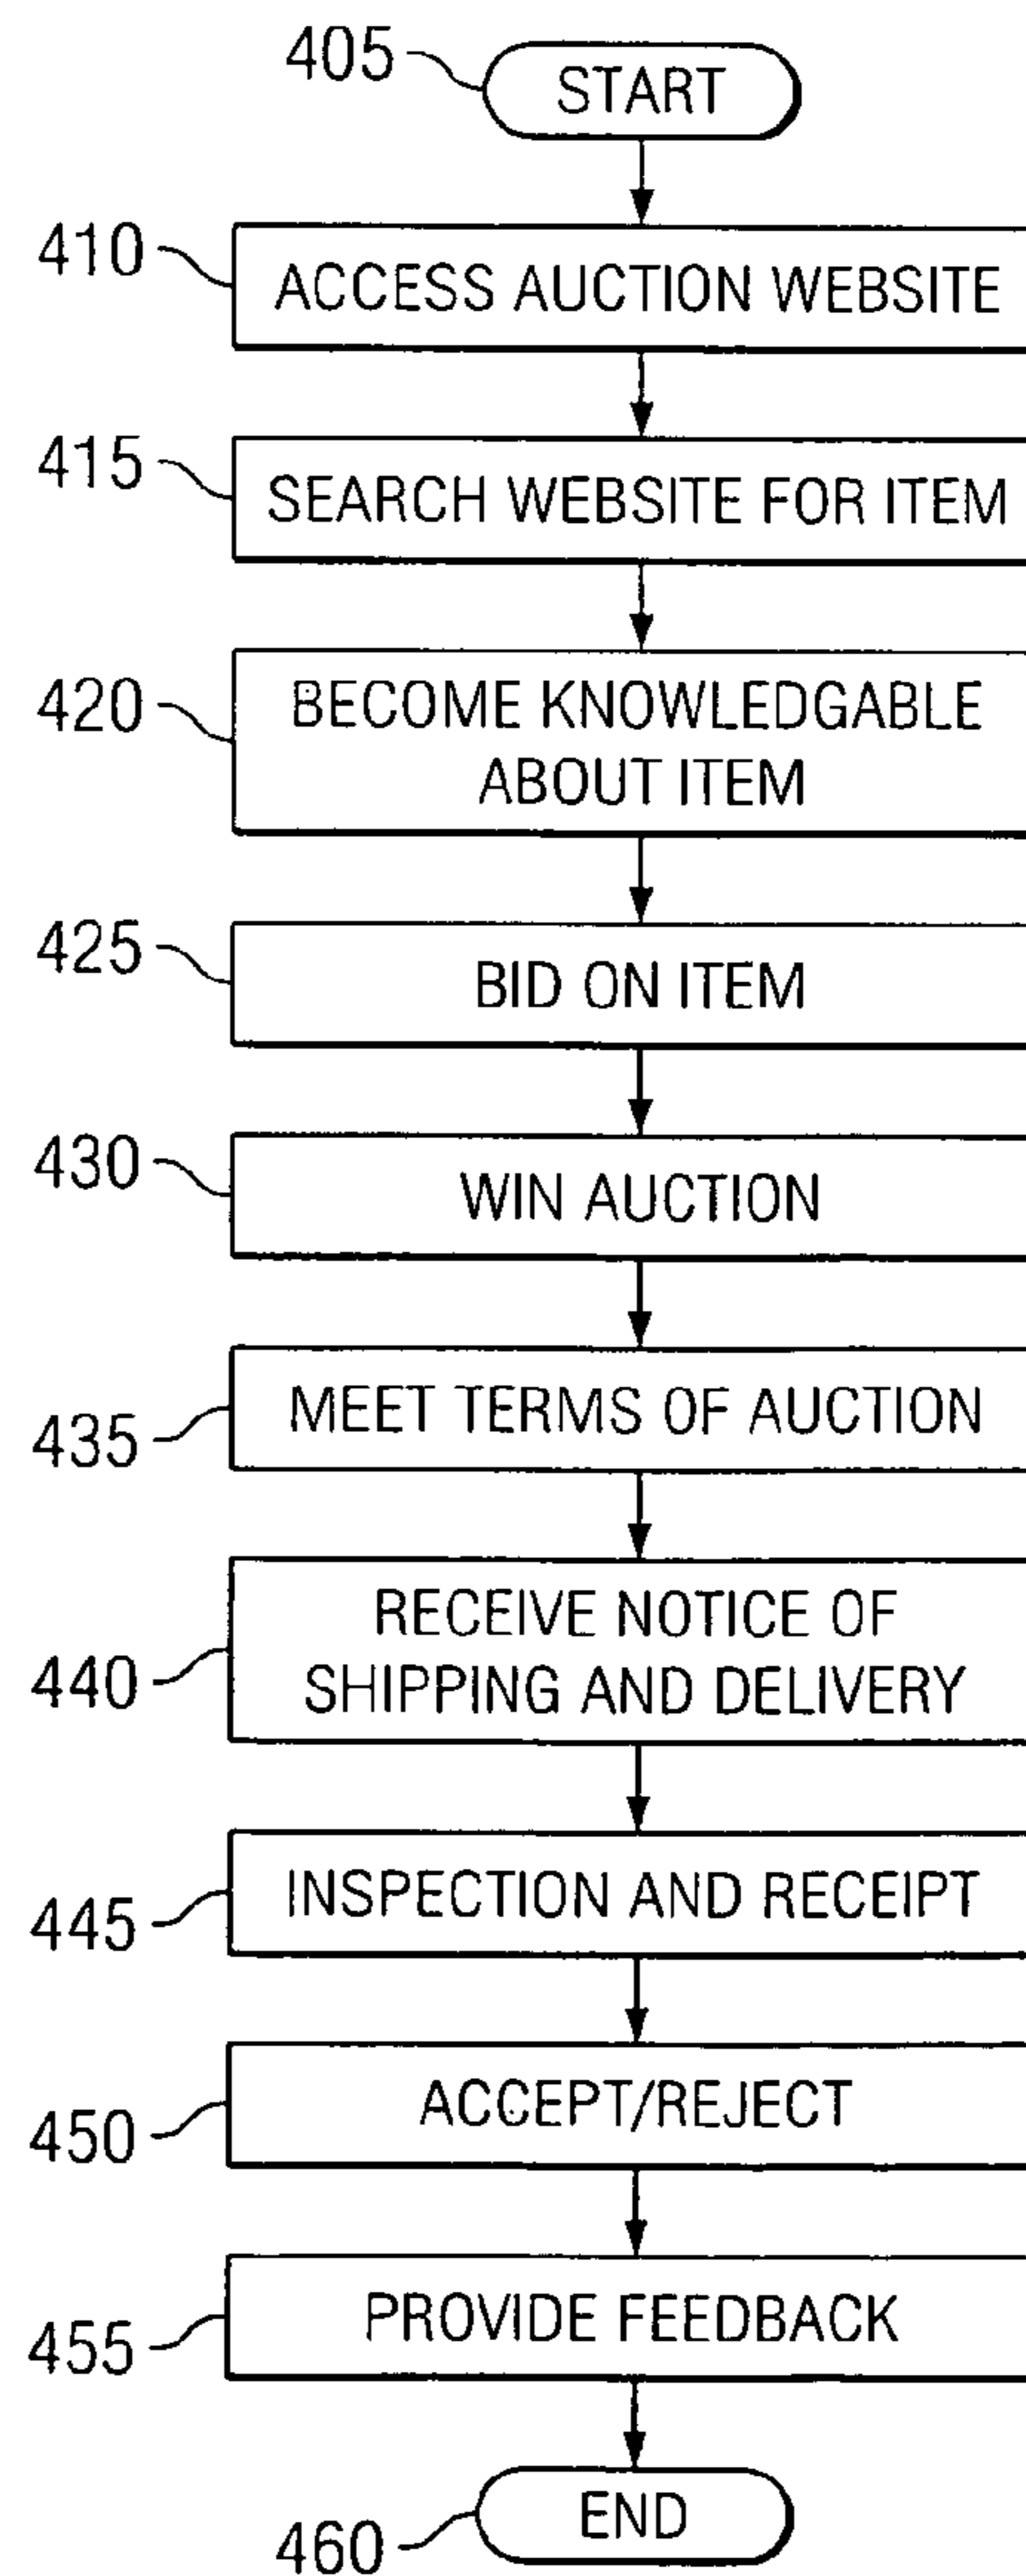 405
START
410
ACCESS AUCTION WEBSITE
415
SEARCH WEBSITE FOR ITEM
420
BECOME KNOWLEDGABLE
ABOUT ITEM
425
BID ON ITEM
430
WIN AUCTION
435
MEET TERMS OF AUCTION
440
RECEIVE NOTICE OF
SHIPPING AND DELIVERY
445
INSPECTION AND RECEIPT
450
ACCEPT/REJECT
455
PROVIDE FEEDBACK
460
END